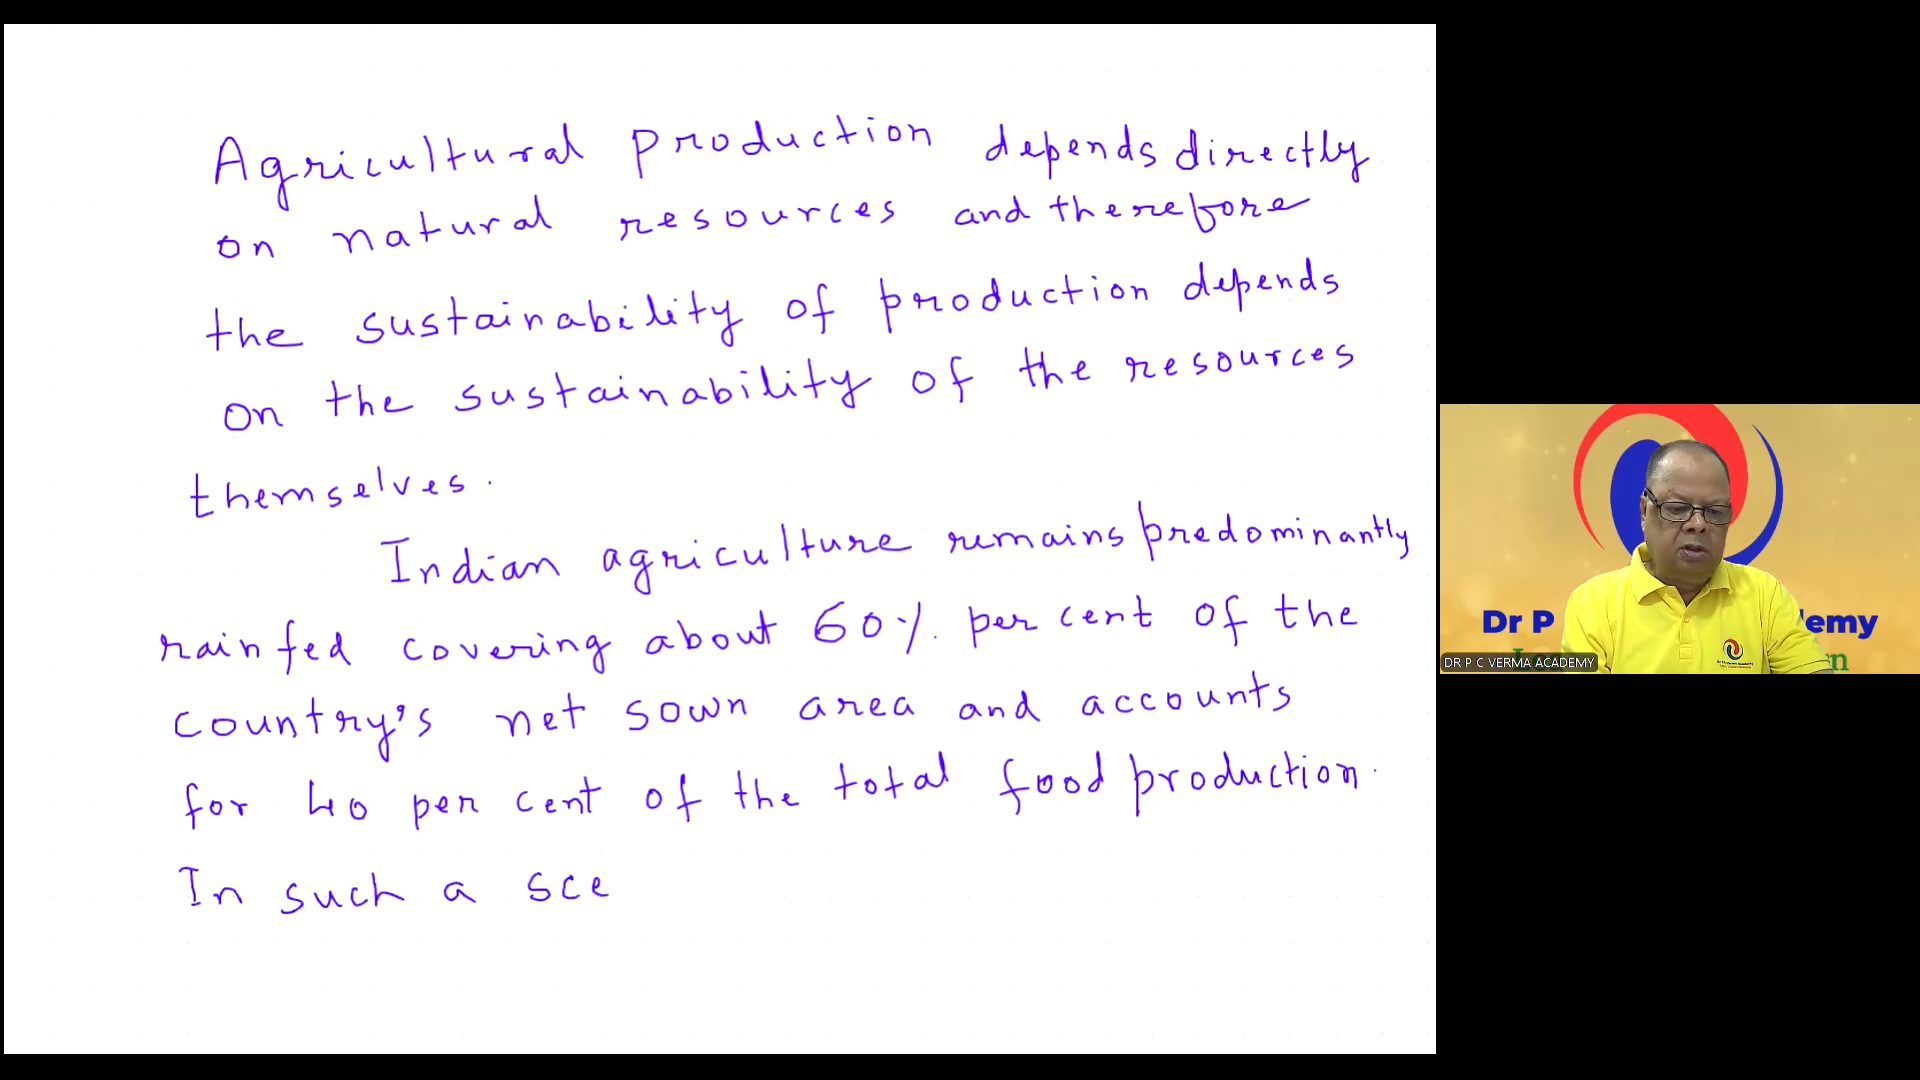 Agricultural production depends directly
on natural resources and therefore
the sustainability of production depends
on the sustainability of the resources
themselves.
Indian agriculture remains predominantly
rainfed covering about 60%. per cent of the
country's net sown area and accounts
for 40 per cent of the total food production.
In such a sce
Dr P emy
DR P C VERMA ACADEMY